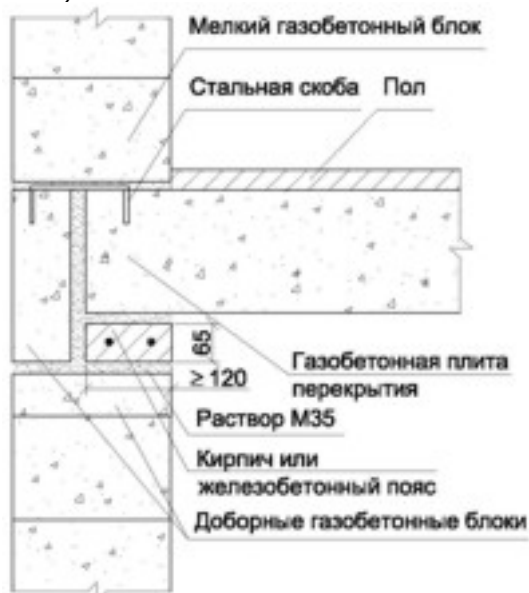 Мелкий газобетонный блок
Стальная скоба Пол
65
≥ 120
Газобетонная плита
перекрытия
Раствор М35
Кирпич или
железобетонный пояс
Доборные газобетонные блоки